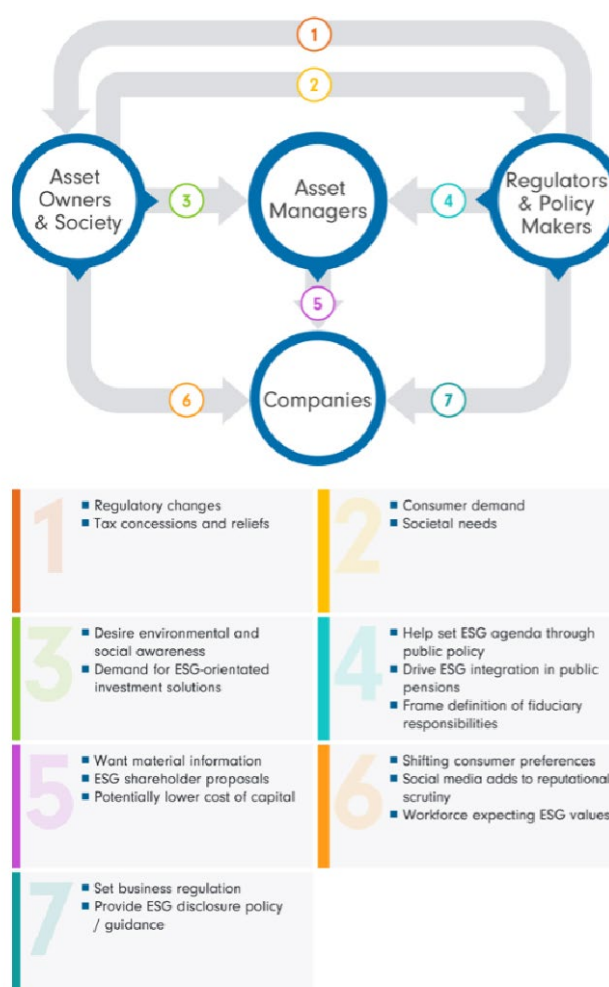 1
2
Asset
Owners
& Society
3
Asset
Managers
4
Regulators
& Policy
Makers
5
6
Companies
7
1
■ Regulatory changes
■ Tax concessions and reliefs
2
■ Consumer demand
■ Societal needs
3
■ Desire environmental and
social awareness
■ Demand for ESG-orientated
investment solutions
4
■ Help set ESG agenda through
public policy
■ Drive ESG integration in public
pensions
■ Frame definition of fiduciary
responsibilities
5
■ Want material information
■ ESG shareholder proposals
■ Potentially lower cost of capital
6
■ Shifting consumer preferences
■ Social media adds to reputational
scrutiny
■ Workforce expecting ESG values
7
■ Set business regulation
■ Provide ESG disclosure policy
/ guidance